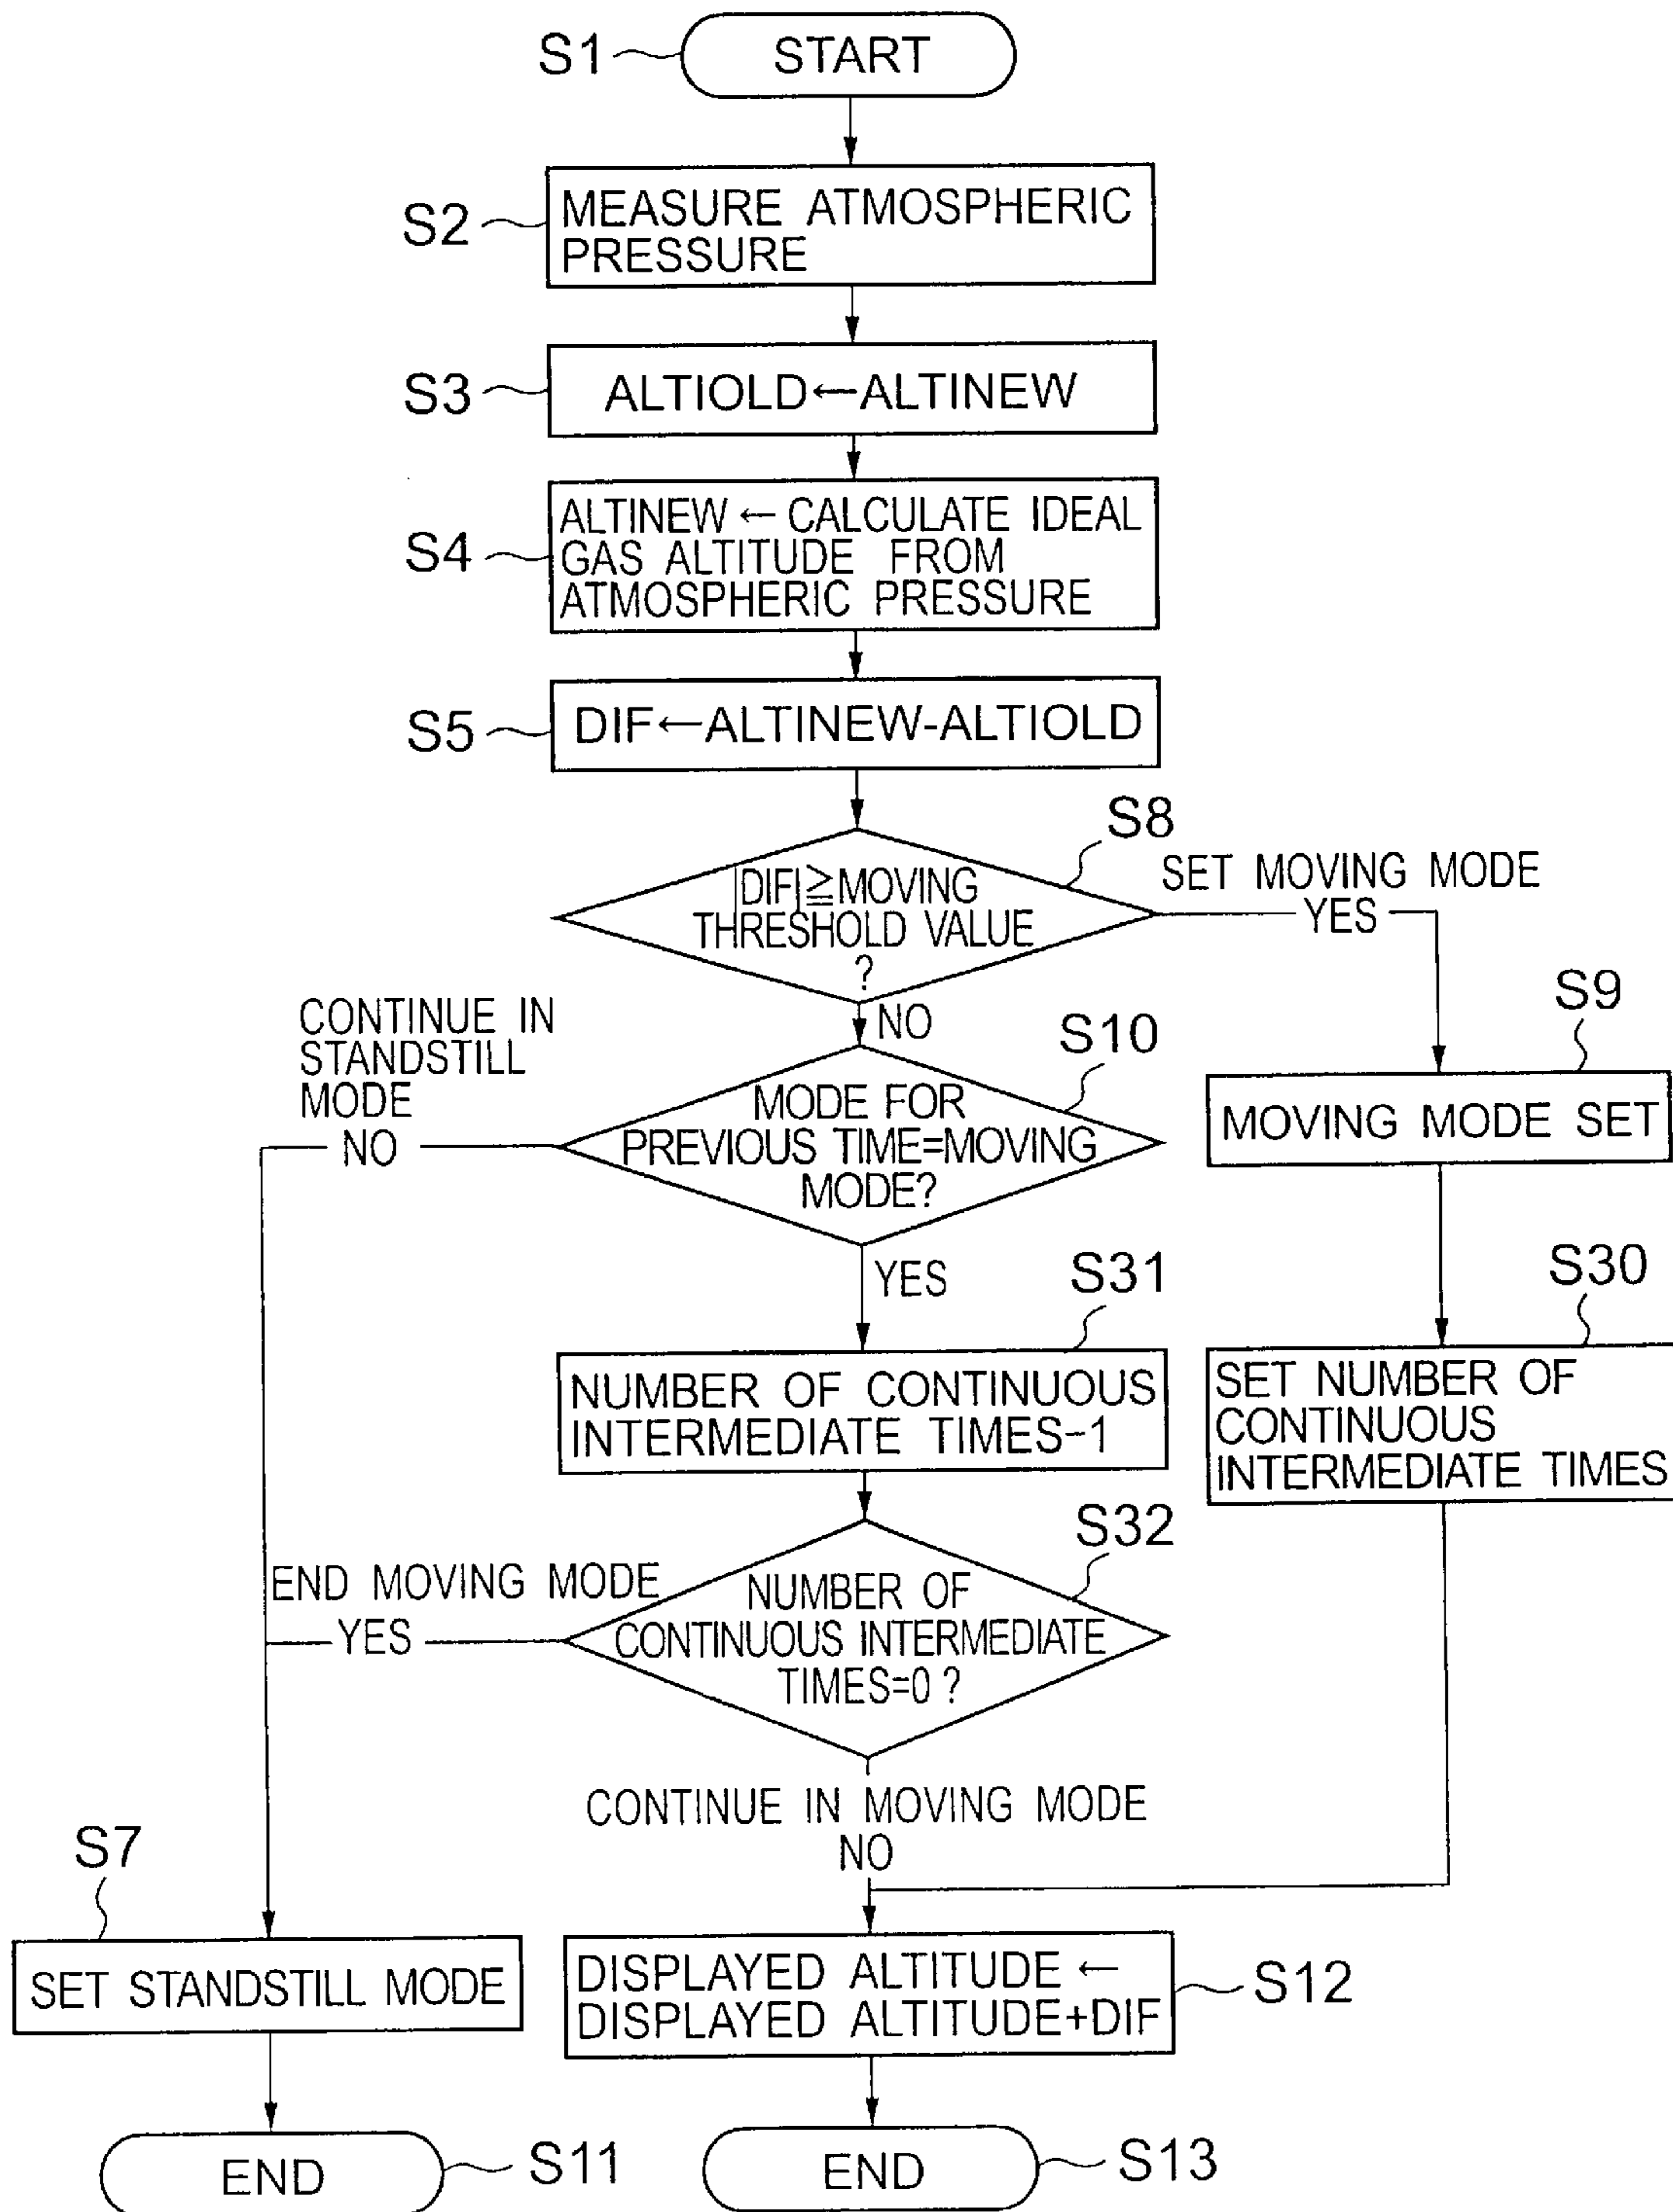 S1
START
S2
MEASURE ATMOSPHERIC
PRESSURE
S3
ALTIOLD←ALTINEW
S4
ALTINEW ← CALCULATE IDEAL
GAS ALTITUDE FROM
ATMOSPHERIC PRESSURE
S5
DIF←ALTINEW-ALTIOLD
S8
|DIF|≧MOVING
THRESHOLD VALUE
?
SET MOVING MODE
YES
NO
S9
MOVING MODE SET
S10
MODE FOR
PREVIOUS TIME=MOVING
MODE?
CONTINUE IN
STANDSTILL
MODE
NO
YES
S30
SET NUMBER OF
CONTINUOUS
INTERMEDIATE TIMES
S31
NUMBER OF CONTINUOUS
INTERMEDIATE TIMES-1
S32
NUMBER OF
CONTINUOUS INTERMEDIATE
TIMES=0 ?
END MOVING MODE
YES
CONTINUE IN MOVING MODE
NO
S7
SET STANDSTILL MODE
DISPLAYED ALTITUDE ←
DISPLAYED ALTITUDE+DIF
S12
END
S11
END
S13